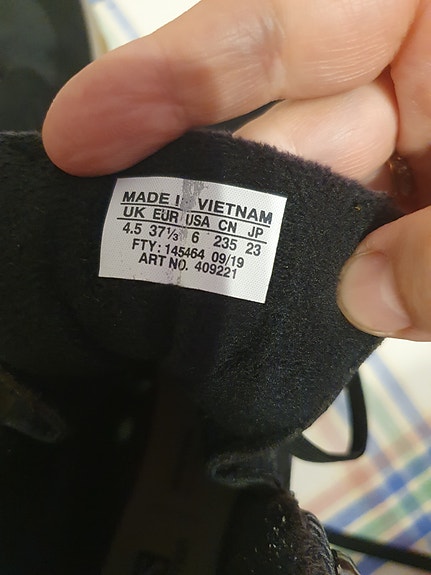 MADE I VIETNAM
UK EUR USA CN JP
4.5 37⅓ 6 235 23
FTY: 145464 09/19
ART NO. 409221